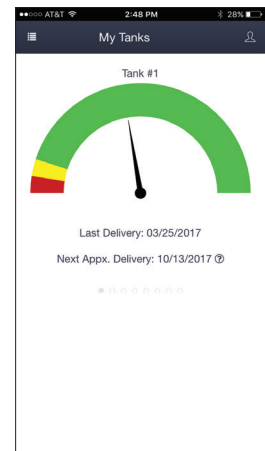 AT&T 2:48 PM 28%
My Tanks
Tank #1
Last Delivery: 03/25/2017
Next Appx. Delivery: 10/13/2017 ?